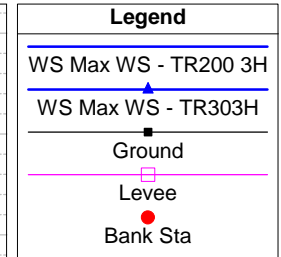 Legend
WS Max WS - TR200 3H
WS Max WS - TR303H
Ground
Levee
Bank Sta